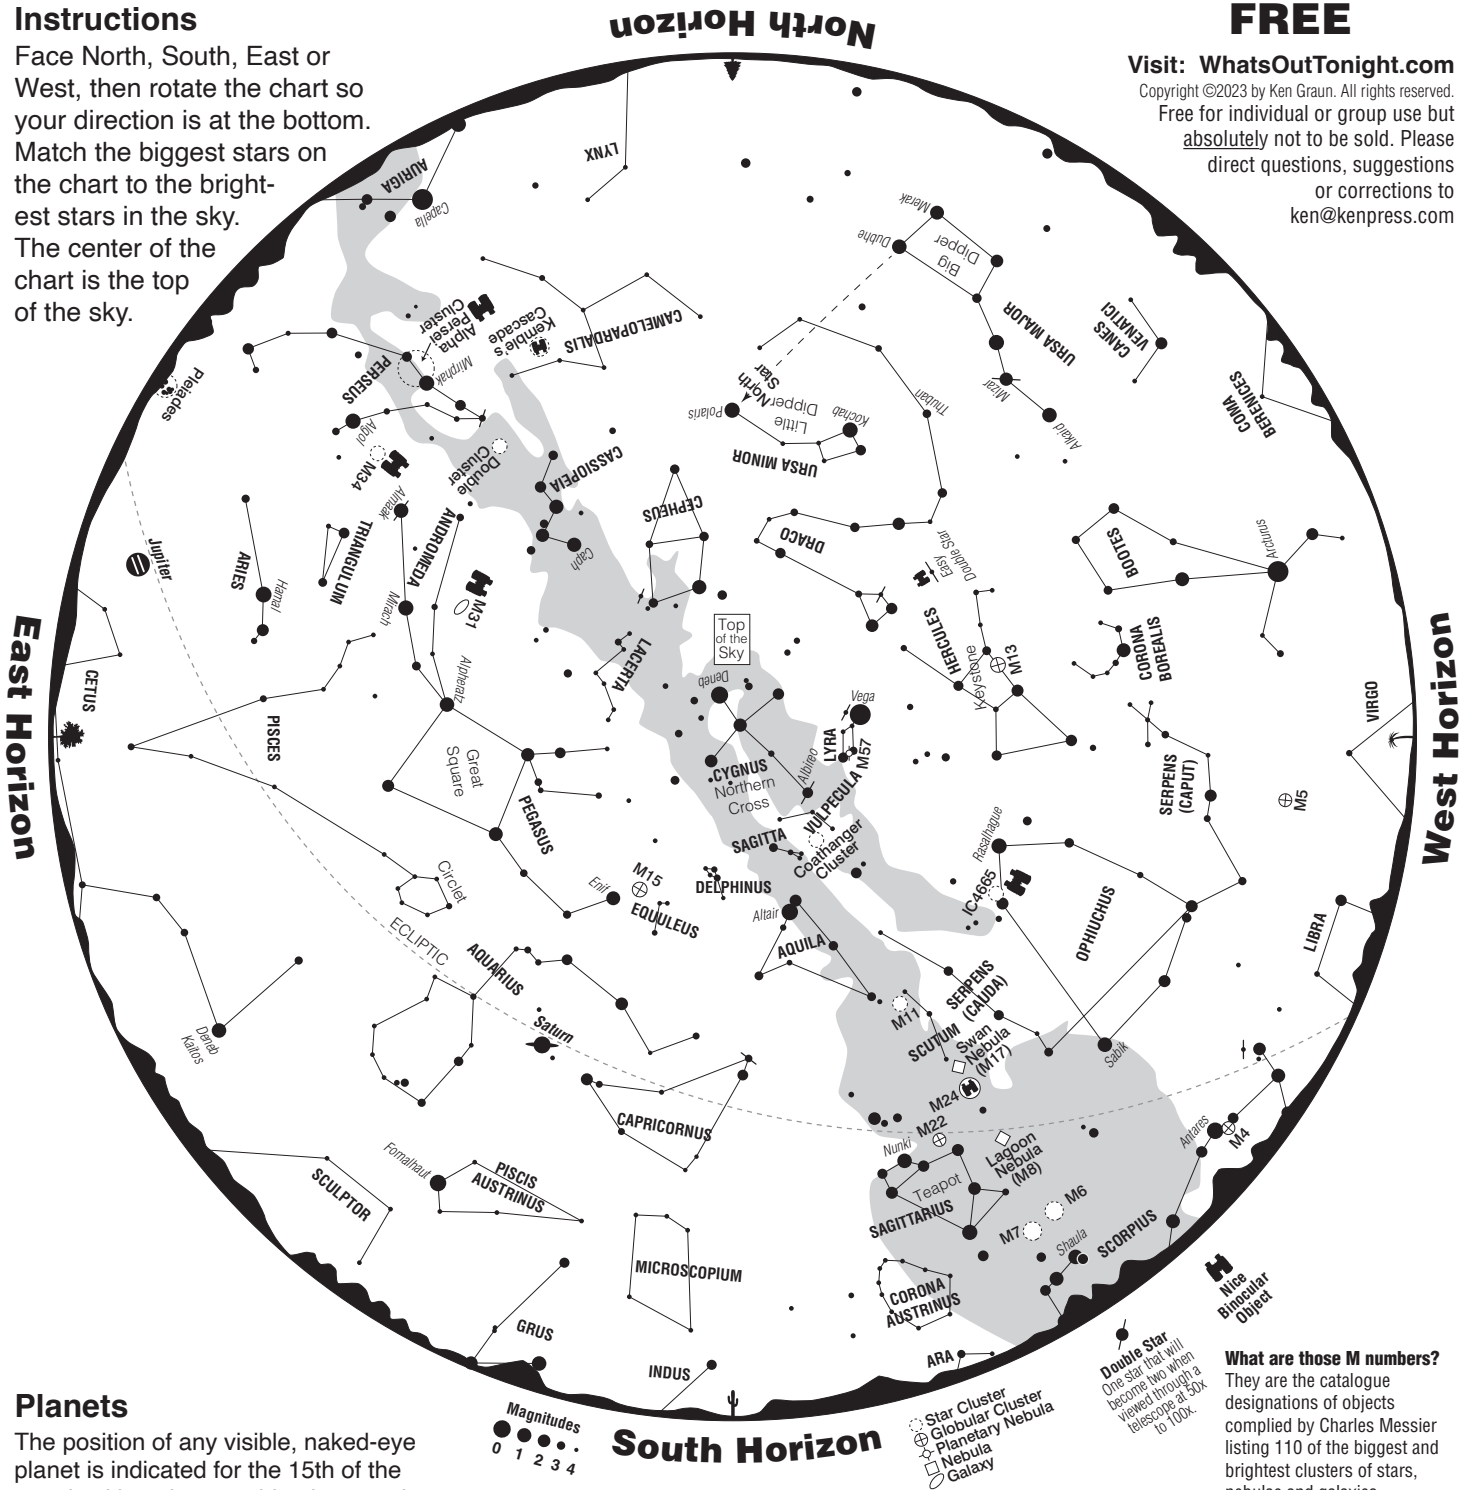 Instructions
Face North, South, East or
West, then rotate the chart so
your direction is at the bottom.
Match the biggest stars on
the chart to the bright-
est stars in the sky.
The center of the
chart is the top
of the sky.
North Horizon
FREE
Visit: WhatsOutTonight.com
Copyright ©2023 by Ken Graun. All rights reserved.
Free for individual or group use but
absolutely not to be sold. Please
direct questions, suggestions
or corrections to
ken@kenpress.com
AURIGA
Capella
LYNX
Merak
Dubhe
Big
Dipper
URSA MAJOR
CANES
VENATICI
COMA
BERENICES
Mizar
Alkaid
Alpha
Persei
Cluster
Kemble's
Cascade
CAMELOPARDALIS
PERSEUS
Mirphak
Pleiades
Algol
M34
Double
Cluster
North
Star
Polaris
Little
Dipper
Kochab
URSA MINOR
Thuban
CASSIOPEIA
Caph
CEPHEUS
DRACO
Easy
Double Star
BOTES
Arcturus
Almaak
ANDROMEDA
TRIANGULUM
ARIES
Hamal
Jupiter
Mirach
M31
Top
of the
Sky
LACERTA
HERCULES
Keystone
M13
CORONA
BOREALIS
VIRGO
East Horizon
West Horizon
CETUS
PISCES
Alpheratz
Great
Square
PEGASUS
Deneb
CYGNUS
Northern
Cross
Albireo
Vega
LYRA
M57
VULPECULA
Coathanger
Cluster
SAGITTA
DELPHINUS
SERPENS
(CAPUT)
M5
Rasalhague
IC4665
OPHIUCHUS
LIBRA
Circlet
Enif
M15
EQUULEUS
Altair
AQUILA
ECLIPTIC
AQUARIUS
Saturn
Deneb
Kaitos
M11
SCUTUM
SERPENS
(CAUDA)
Swan
Nebula
(M17)
M24
Sabik
M22
Nunki
Lagoon
Nebula
(M8)
Teapot
SAGITTARIUS
M6
M7
Shaula
SCORPIUS
Antares
M4
CAPRICORNUS
Fomalhaut
PISCIS
AUSTRINUS
SCULPTOR
MICROSCOPIUM
CORONA
AUSTRINUS
GRUS
INDUS
ARA
South Horizon
Planets
The position of any visible, naked-eye
planet is indicated for the 15th of the
Magnitudes
0 1 2 3 4
Star Cluster
Globular Cluster
Planetary Nebula
Nebula
Galaxy
Double Star
One star that will
become two when
viewed through a
telescope at 50x
to 100x.
Nice
Binocular
Object
What are those M numbers?
They are the catalogue
designations of objects
complied by Charles Messier
listing 110 of the biggest and
brightest clusters of stars,
nebulae and galaxies